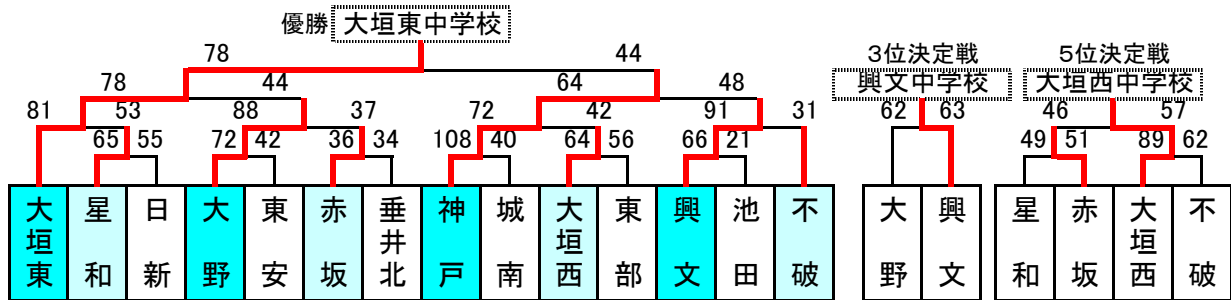 優勝 大垣東中学校
78 44 3位決定戦 5位決定戦
78 44 64 48 興文中学校 大垣西中学校
81 53 88 37 72 42 91 31 62 63 46 57
65 55 72 42 36 34 108 40 64 56 66 21 49 51 89 62
大垣東 星和 日新 大野 東安 赤坂 垂井北 神戸 城南 大垣西 東部 興文 池田 不破 大野 興文 星和 赤坂 大垣西 不破